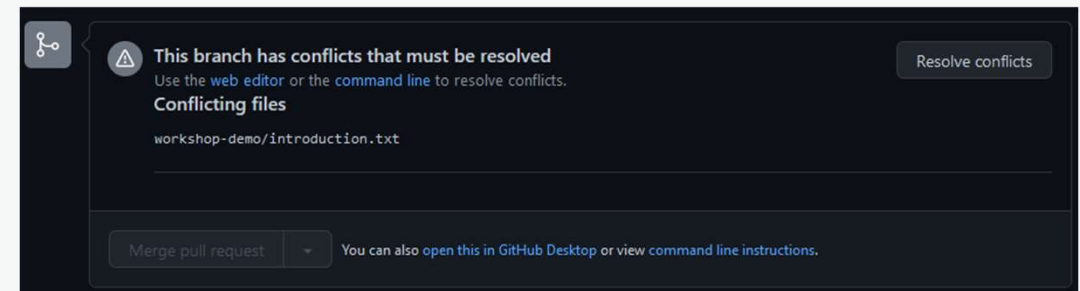 This branch has conflicts that must be resolved
Resolve conflicts
Use the web editor or the command line to resolve conflicts.
Conflicting files
workshop-demo/introduction.txt
Merge pull request
You can also open this in GitHub Desktop or view command line instructions.